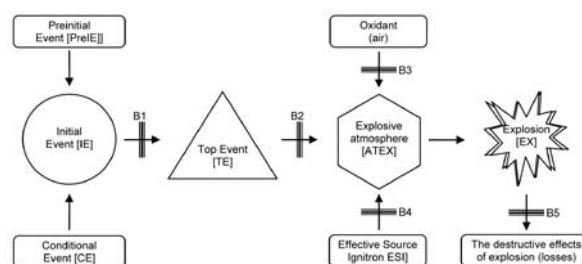 Preinitial
Event [PreIE]]
Oxidant
(air)
B3
B1
B2
Initial
Event [IE]
Top Event
[TE]
Explosive
atmosphere
[ATEX]
Explosion
[EX]
B4
B5
Conditional
Event [CE]
Effective Source
Ignitron ESI]
The destructive effects
of explosion (losses)